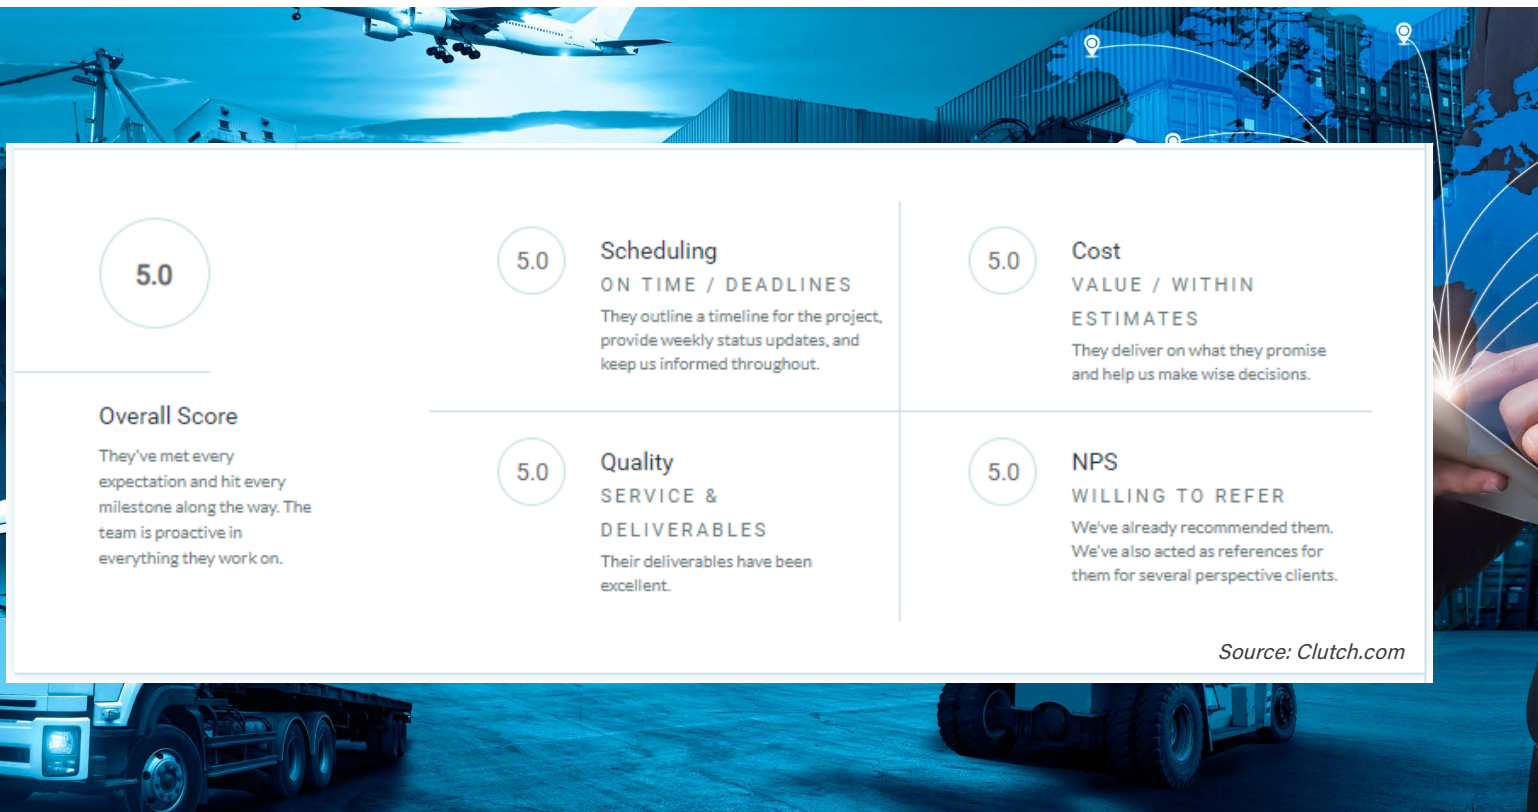 5.0
Overall Score
They've met every
expectation and hit every
milestone along the way. The
team is proactive in
everything they work on.
5.0
Scheduling
ON TIME / DEADLINES
They outline a timeline for the project,
provide weekly status updates, and
keep us informed throughout.
5.0
Cost
VALUE / WITHIN
ESTIMATES
They deliver on what they promise
and help us make wise decisions.
5.0
Quality
SERVICE &
DELIVERABLES
Their deliverables have been
excellent.
5.0
NPS
WILLING TO REFER
We've already recommended them.
We've also acted as references for
them for several perspective clients.
Source: Clutch.com